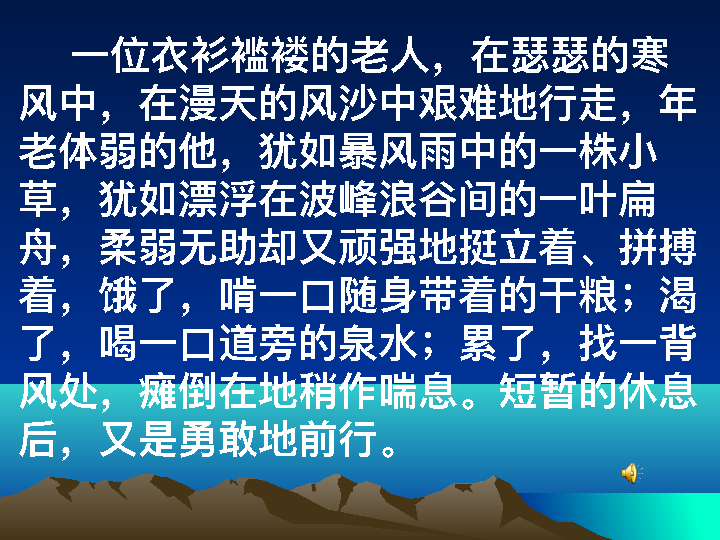 一位衣衫褴褛的老人，在瑟瑟的寒
风中，在漫天的风沙中艰难地行走，年
老体弱的他，犹如暴风雨中的一株小
草，犹如漂浮在波峰浪谷间的一叶扁
舟，柔弱无助却又顽强地挺立着、拼搏
着，饿了，啃一口随身带着的干粮；渴
了，喝一口道旁的泉水；累了，找一背
风处，瘫倒在地稍作喘息。短暂的休息
后，又是勇敢地前行。